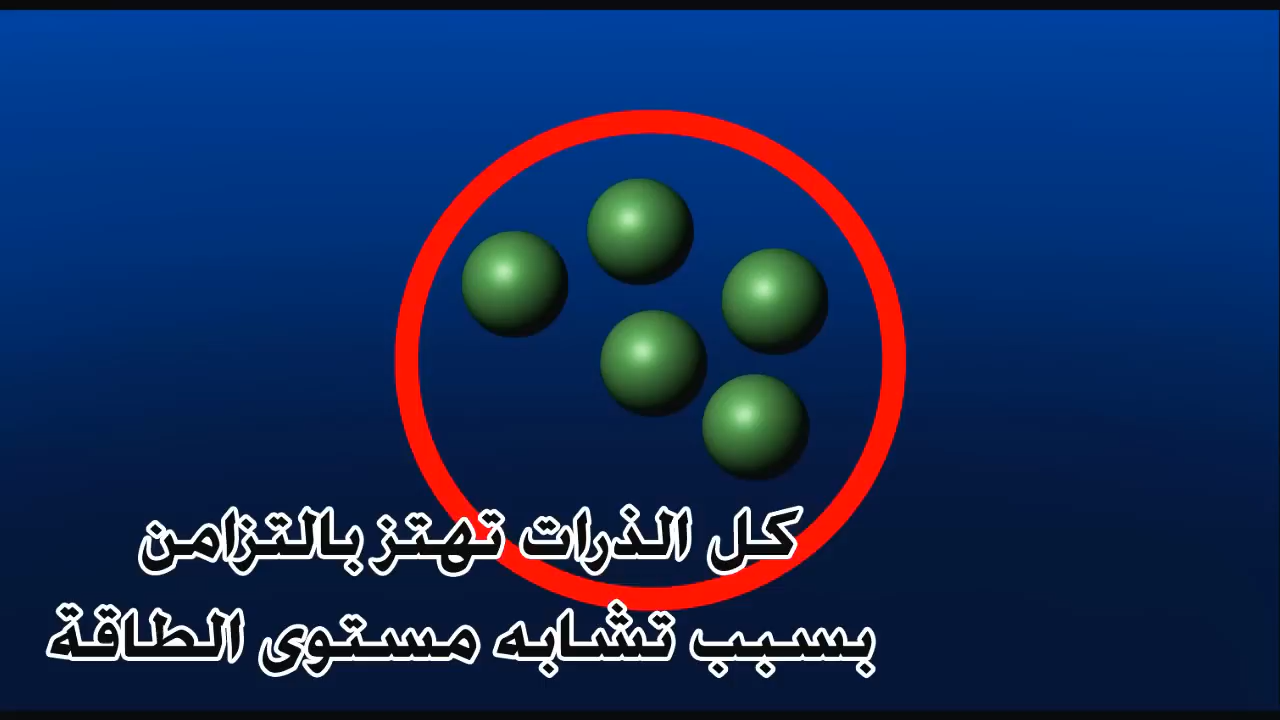 كل الذرات تهتز بالتزامن
بسبب تشابه مستوى الطاقة